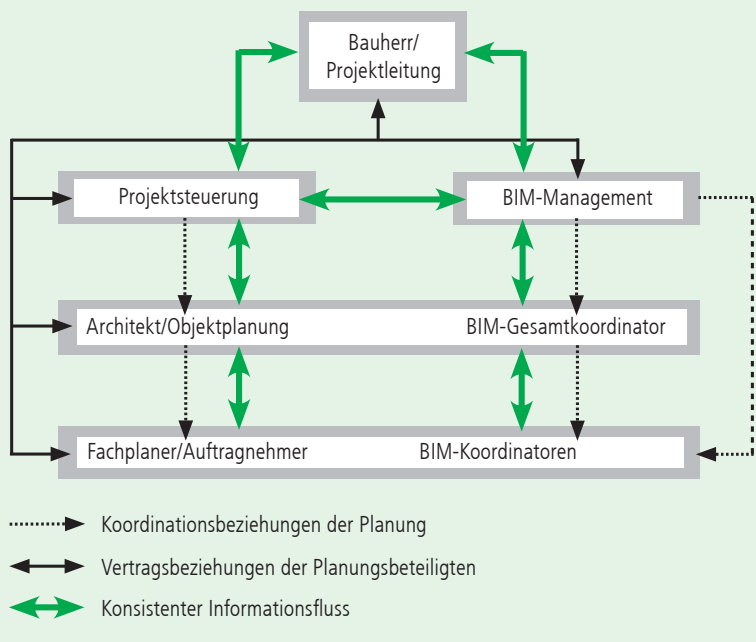 Bauherr/
Projektleitung
Projektsteuerung
BIM-Management
Architekt/Objektplanung
BIM-Gesamtkoordinator
Fachplaner/Auftragnehmer
BIM-Koordinatoren
Koordinationsbeziehungen der Planung
Vertragsbeziehungen der Planungsbeteiligten
Konsistenter Informationsfluss